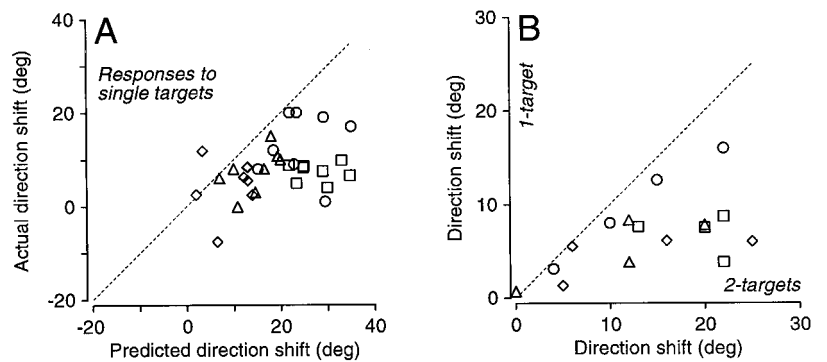 A
Responses to
single targets
Actual direction shift (deg)
40
20
0
-20
-20
0
20
40
Predicted direction shift (deg)
B
1-target
Direction shift (deg)
30
20
10
0
2-targets
0
10
20
30
Direction shift (deg)